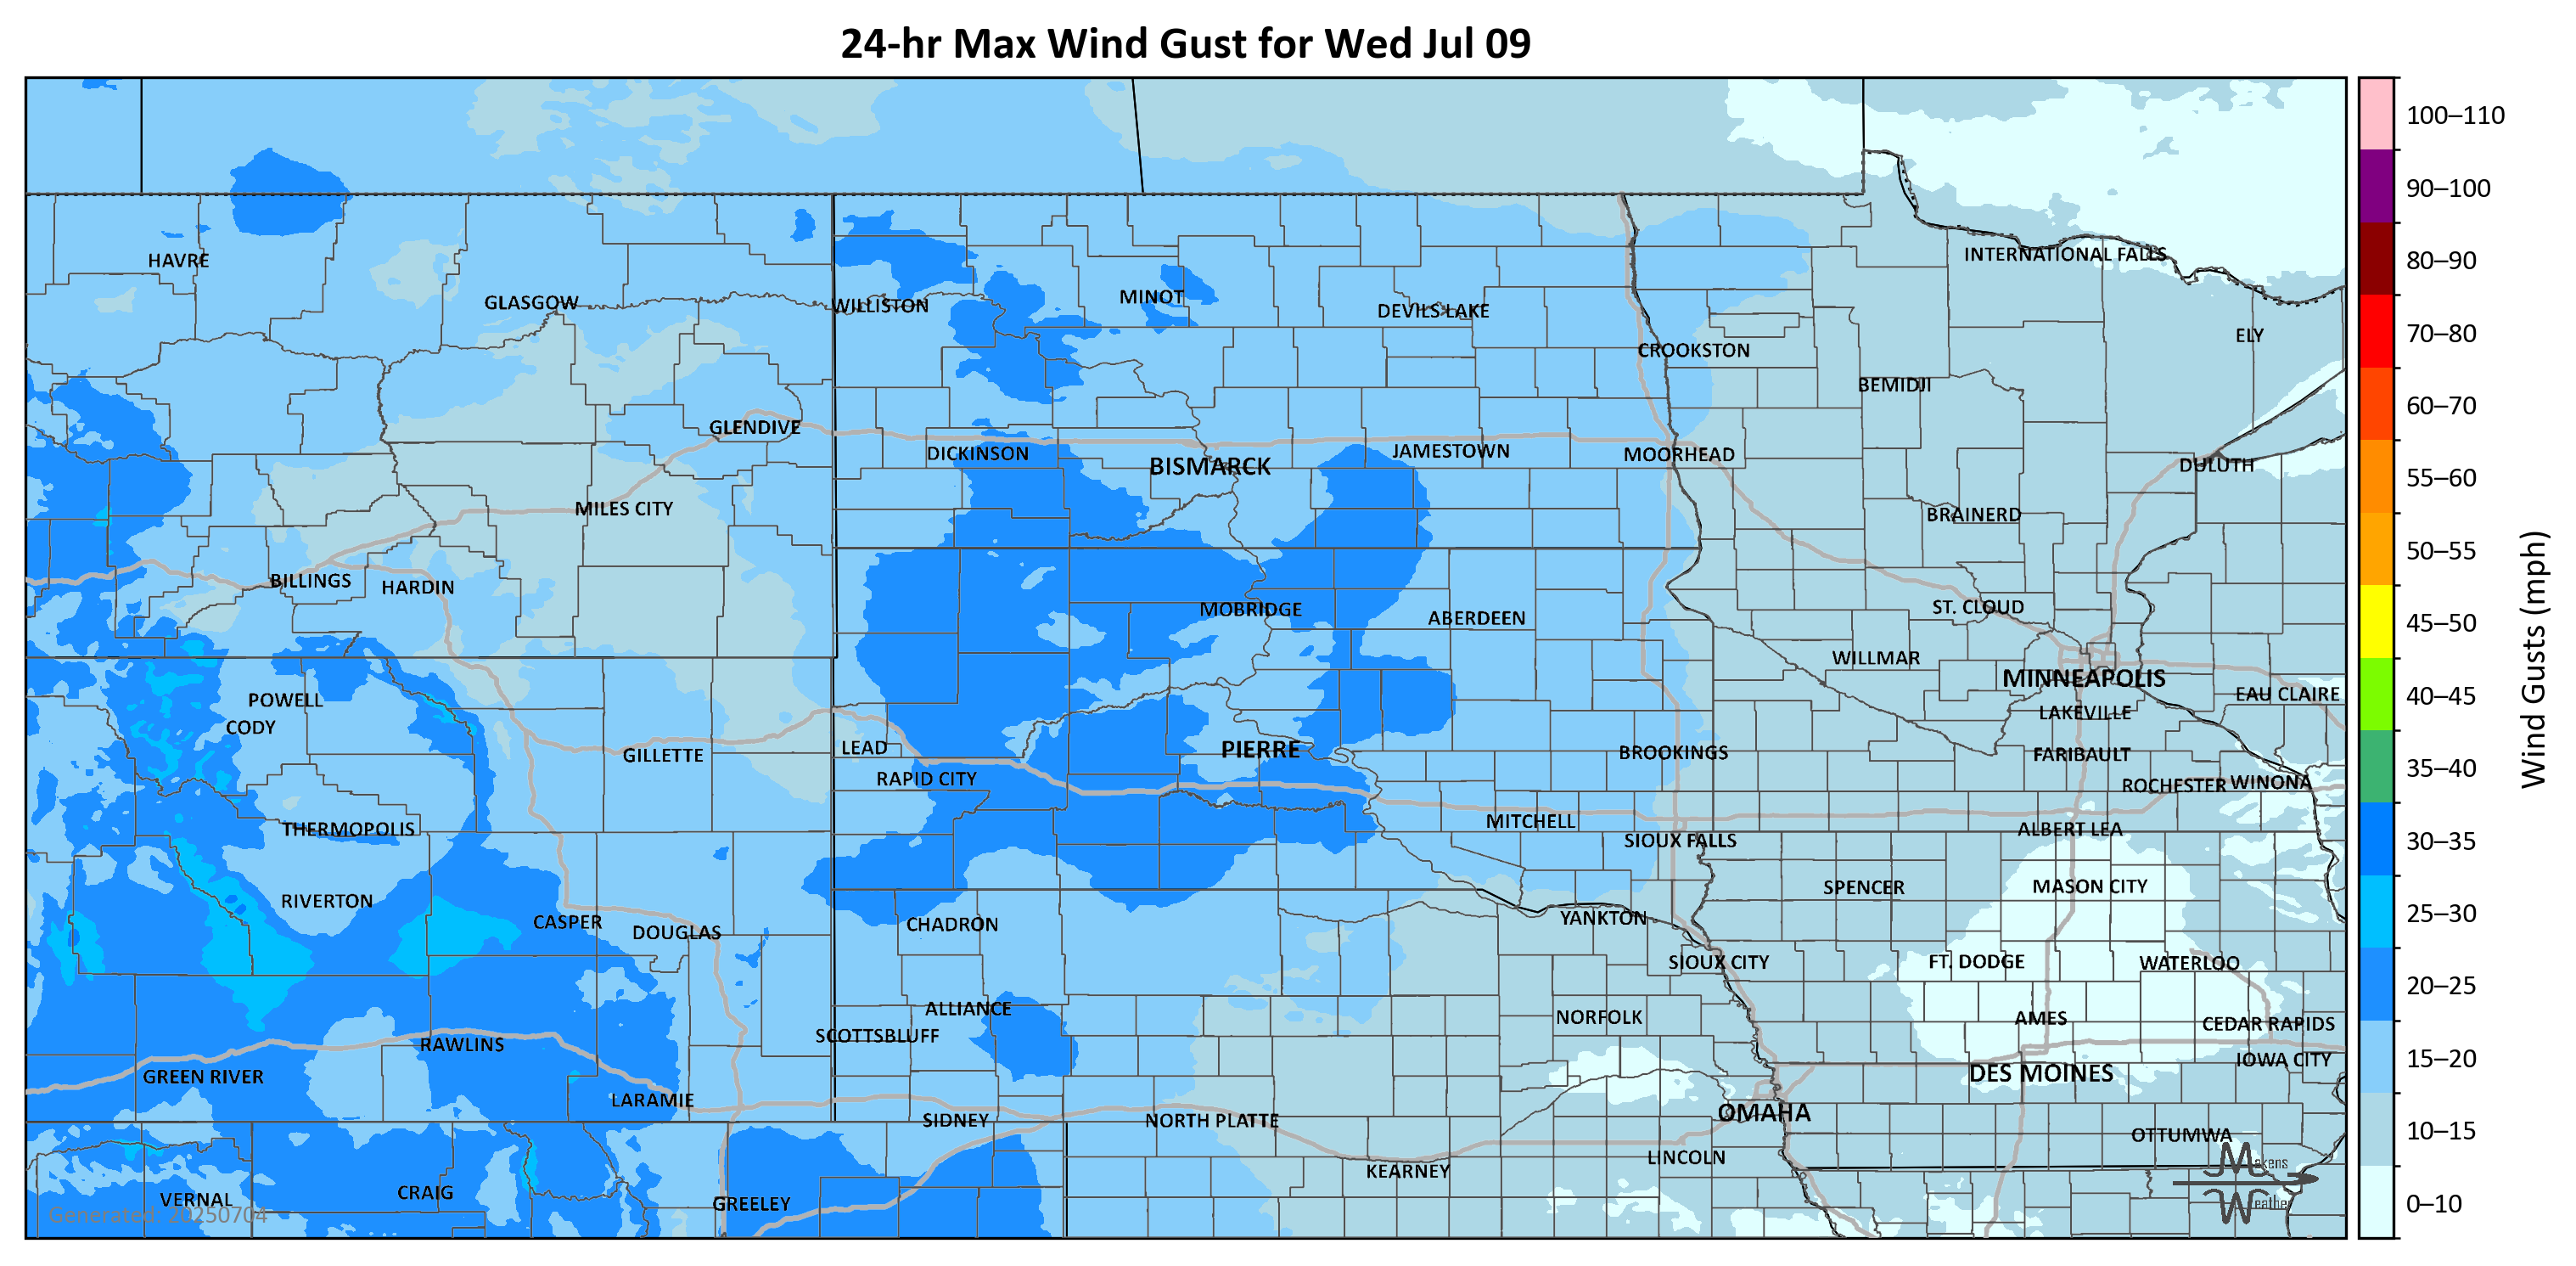 24-hr Max Wind Gust for Wed Jul 09
100–110
90–100
80–90
70–80
60–70
55–60
50–55
45–50
40–45
35–40
30–35
25–30
20–25
15–20
10–15
0–10
Wind Gusts (mph)
INTERNATIONAL FALLS
HAVRE
MINOT
GLASGOW
WILLISTON
DEVILS LAKE
ELY
CROOKSTON
BEMIDJI
GLENDIVE
JAMESTOWN
DICKINSON
MOORHEAD
BISMARCK
DULUTH
MILES CITY
BRAINERD
BILLINGS
HARDIN
ST. CLOUD
MOBRIDGE
ABERDEEN
WILLMAR
MINNEAPOLIS
EAU CLAIRE
POWELL
LAKEVILLE
CODY
LEAD
PIERRE
BROOKINGS
GILLETTE
FARIBAULT
RAPID CITY
ROCHESTER
WINONA
MITCHELL
THERMOPOLIS
ALBERT LEA
SIOUX FALLS
SPENCER
MASON CITY
RIVERTON
YANKTON
CASPER
CHADRON
DOUGLAS
SIOUX CITY
FT. DODGE
WATERLOO
ALLIANCE
NORFOLK
AMES
CEDAR RAPIDS
SCOTTSBLUFF
RAWLINS
IOWA CITY
GREEN RIVER
DES MOINES
LARAMIE
OMAHA
SIDNEY
NORTH PLATTE
OTTUMWA
LINCOLN
KEARNEY
CRAIG
VERNAL
GREELEY
Generated: 20250704
Makens
Weather